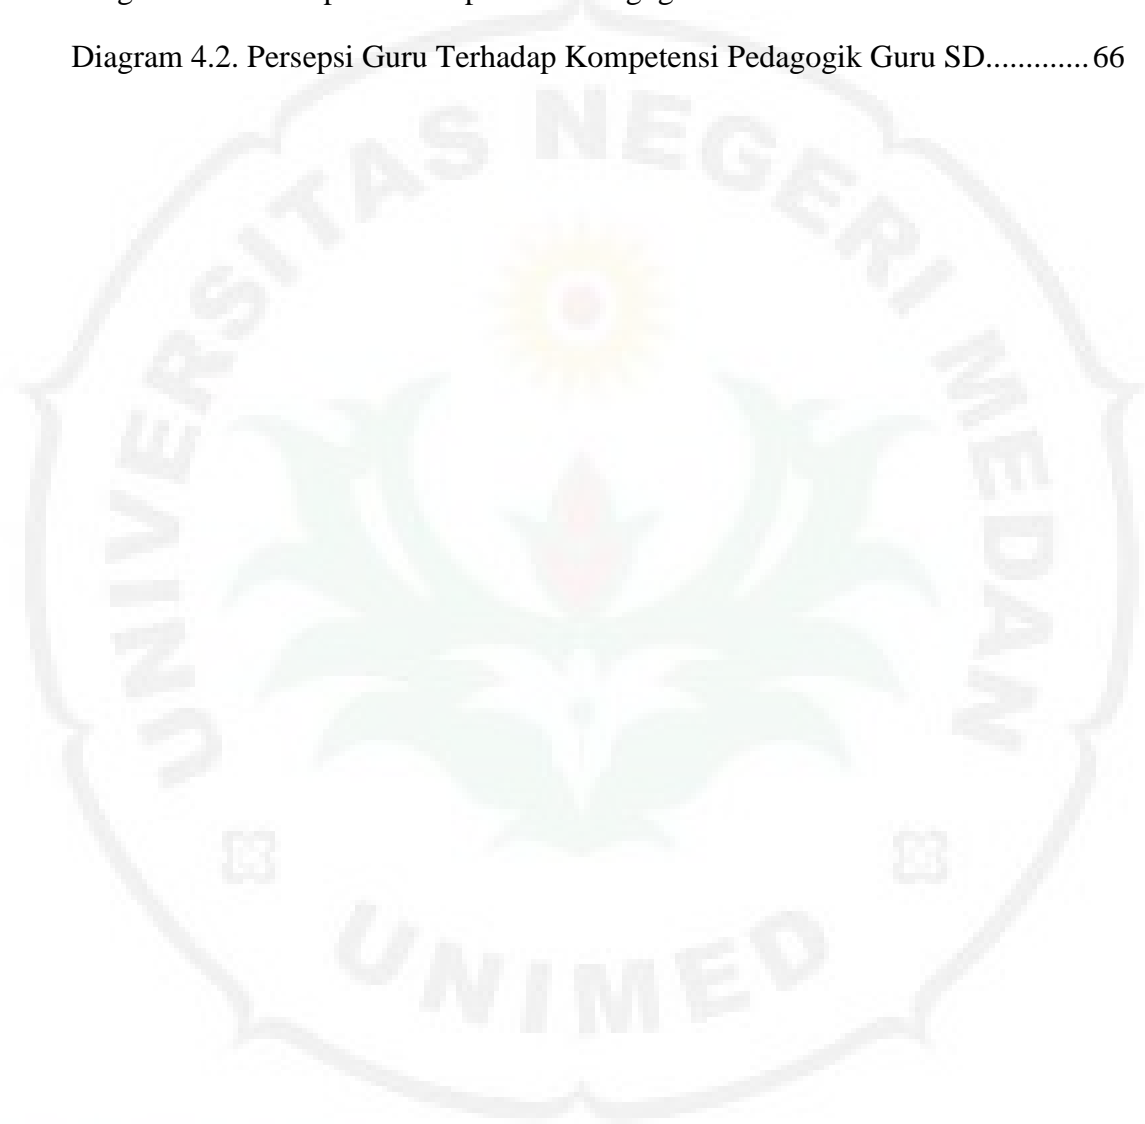 Diagram 4.2. Persepsi Guru Terhadap Kompetensi Pedagogik Guru SD............. 66
UNIVERSITAS NEGERI MEDAN
UNIMED